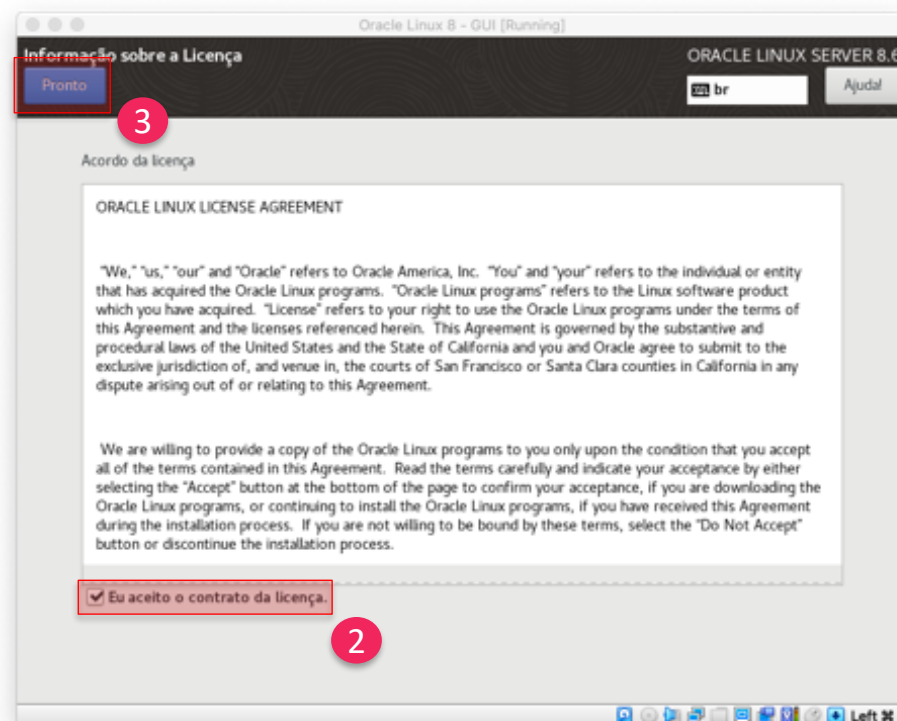 Oracle Linux 8 - GUI [Running]
Informação sobre a Licença
ORACLE LINUX SERVER 8.6
Pronto
br
Ajuda!
3
Acordo da licença
ORACLE LINUX LICENSE AGREEMENT
"We," "us," "our" and "Oracle" refers to Oracle America, Inc.  "You" and "your" refers to the individual or entity
that has acquired the Oracle Linux programs.  "Oracle Linux programs" refers to the Linux software product
which you have acquired.  "License" refers to your right to use the Oracle Linux programs under the terms of
this Agreement and the licenses referenced herein.  This Agreement is governed by the substantive and
procedural laws of the United States and the State of California and you and Oracle agree to submit to the
exclusive jurisdiction of, and venue in, the courts of San Francisco or Santa Clara counties in California in any
dispute arising out of or relating to this Agreement.
We are willing to provide a copy of the Oracle Linux programs to you only upon the condition that you accept
all of the terms contained in this Agreement.  Read the terms carefully and indicate your acceptance by either
selecting the "Accept" button at the bottom of the page to confirm your acceptance, if you are downloading the
Oracle Linux programs, or continuing to install the Oracle Linux programs, if you have received this Agreement
during the installation process.  If you are not willing to be bound by these terms, select the "Do Not Accept"
button or discontinue the installation process.
Eu aceito o contrato da licença.
2
Left ⌘